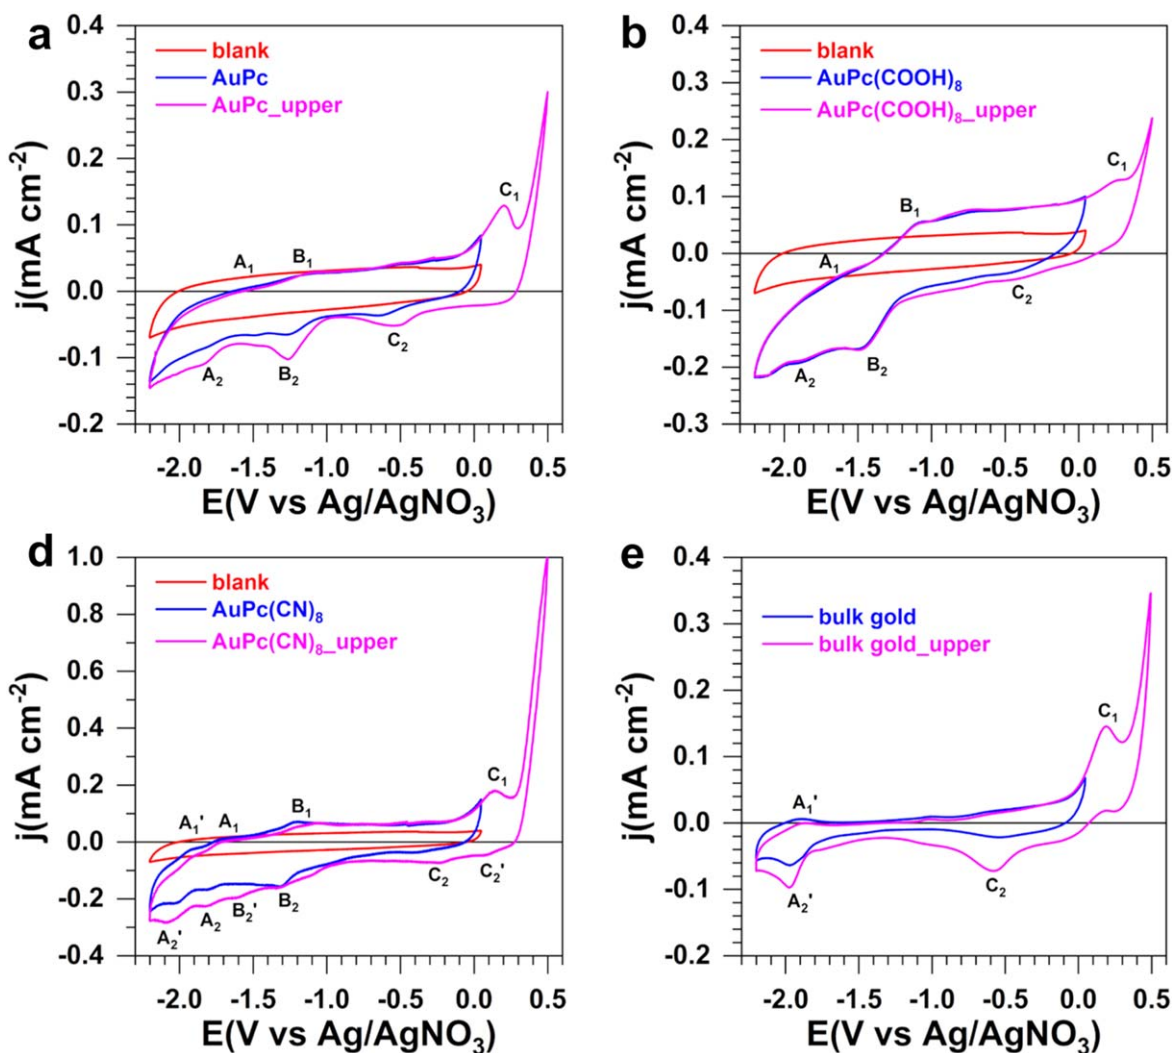 a
blank
AuPc
AuPc_upper
0.4
0.3
0.2
0.1
0.0
-0.1
-0.2
j(mA cm⁻²)
C₁
B₁
A₁
A₂
B₂
C₂
-2.0 -1.5 -1.0 -0.5 0.0 0.5
E(V vs Ag/AgNO₃)
b
blank
AuPc(COOH)₈
AuPc(COOH)₈_upper
0.4
0.3
0.2
0.1
0.0
-0.1
-0.2
-0.3
j(mA cm⁻²)
C₁
B₁
A₁
C₂
A₂
B₂
-2.0 -1.5 -1.0 -0.5 0.0 0.5
E(V vs Ag/AgNO₃)
d
blank
AuPc(CN)₈
AuPc(CN)₈_upper
1.0
0.8
0.6
0.4
0.2
0.0
-0.2
-0.4
j(mA cm⁻²)
C₁
A₁' A₁ B₁
A₂' A₂ B₂' B₂ C₂ C₂'
-2.0 -1.5 -1.0 -0.5 0.0 0.5
E(V vs Ag/AgNO₃)
e
bulk gold
bulk gold_upper
0.4
0.3
0.2
0.1
0.0
-0.1
-0.2
j(mA cm⁻²)
C₁
A₁'
A₂'
C₂
-2.0 -1.5 -1.0 -0.5 0.0 0.5
E(V vs Ag/AgNO₃)